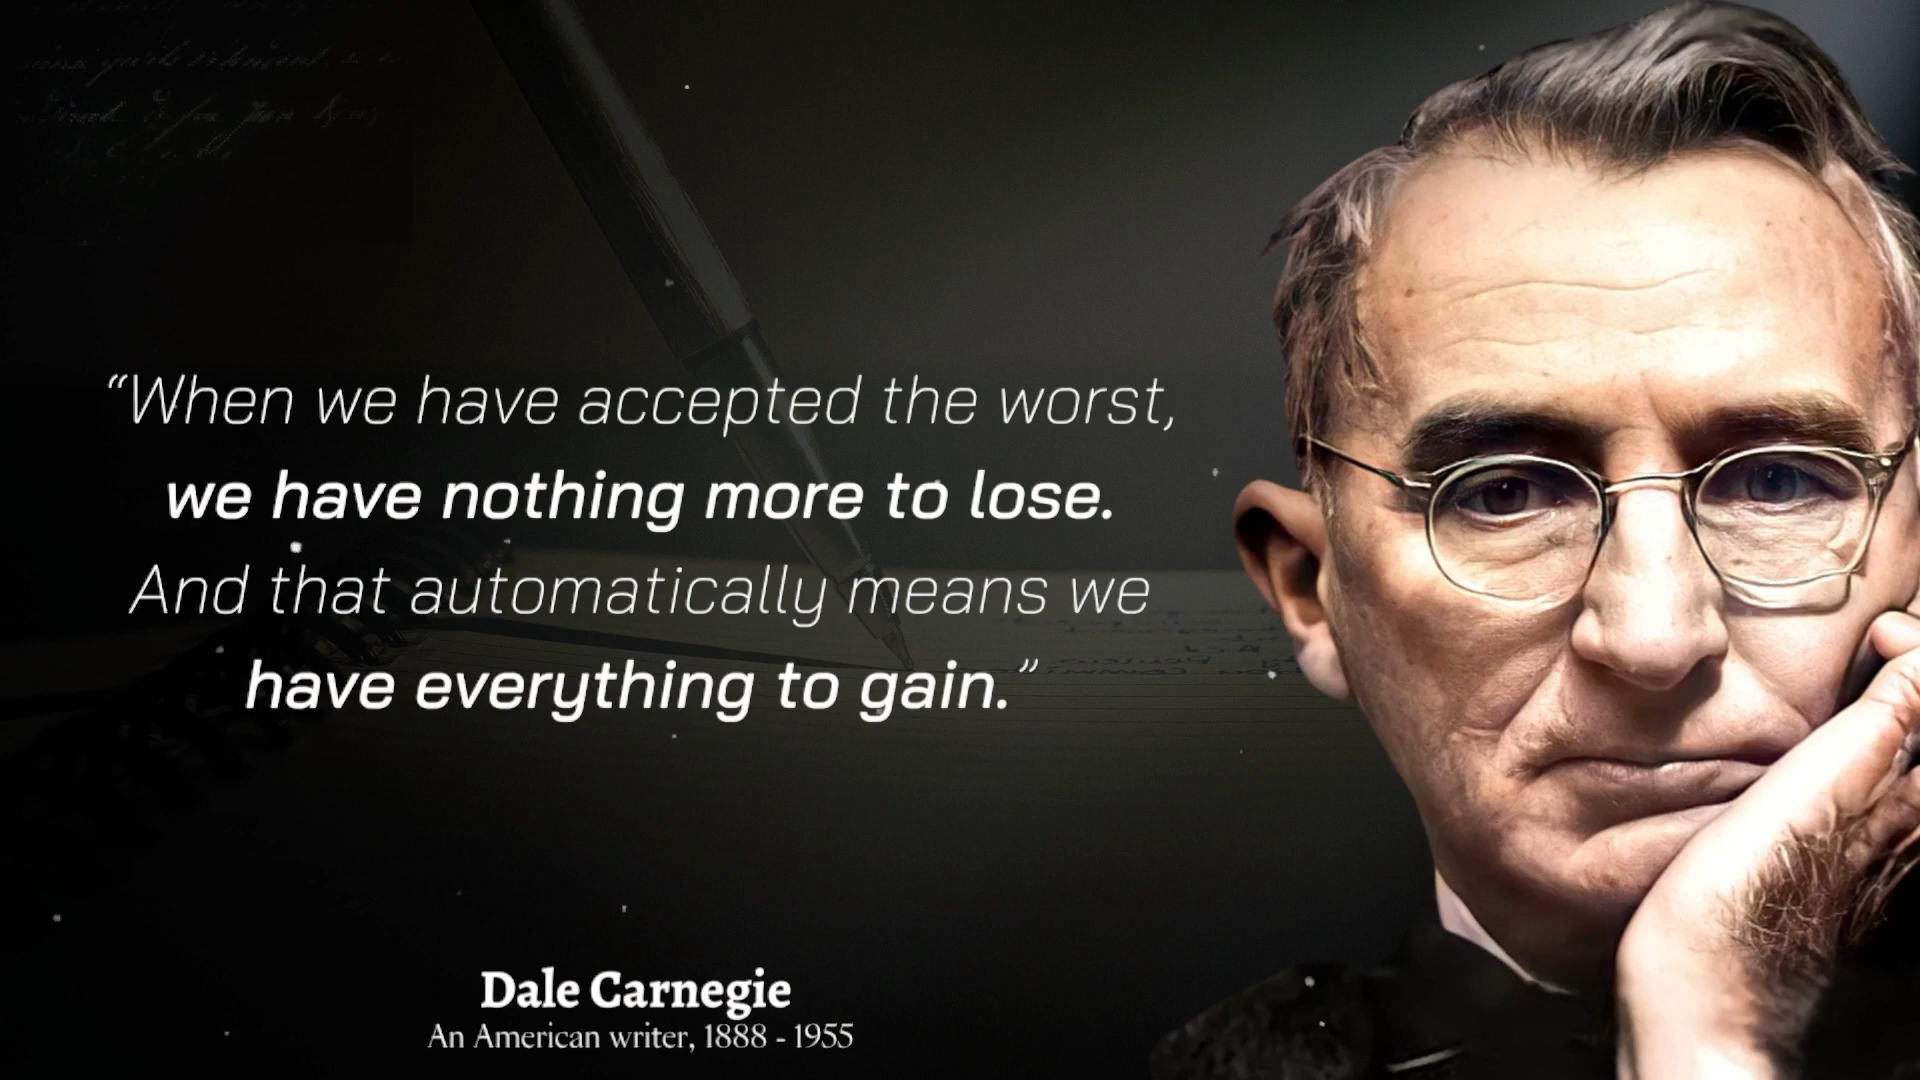 “When we have accepted the worst,
we have nothing more to lose.
And that automatically means we
have everything to gain.”
Dale Carnegie
An American writer, 1888 - 1955